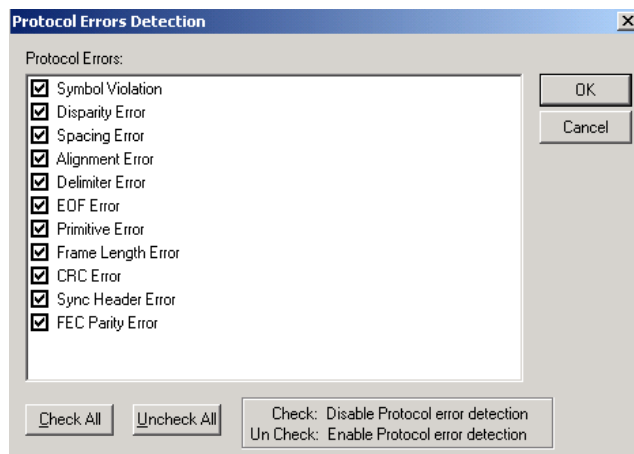 Protocol Errors Detection
Protocol Errors:
Symbol Violation
Disparity Error
Spacing Error
Alignment Error
Delimiter Error
EOF Error
Primitive Error
Frame Length Error
CRC Error
Sync Header Error
FEC Parity Error
OK
Cancel
Check All
Uncheck All
Check: Disable Protocol error detection
Un Check: Enable Protocol error detection